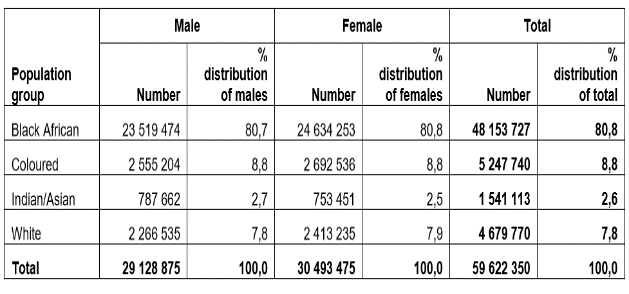 Male Female Total
Population group Number % distribution of males Number % distribution of females Number % distribution of total
Black African 23 519 474 80,7 24 634 253 80,8 48 153 727 80,8
Coloured 2 555 204 8,8 2 692 536 8,8 5 247 740 8,8
Indian/Asian 787 662 2,7 753 451 2,5 1 541 113 2,6
White 2 266 535 7,8 2 413 235 7,9 4 679 770 7,8
Total 29 128 875 100,0 30 493 475 100,0 59 622 350 100,0